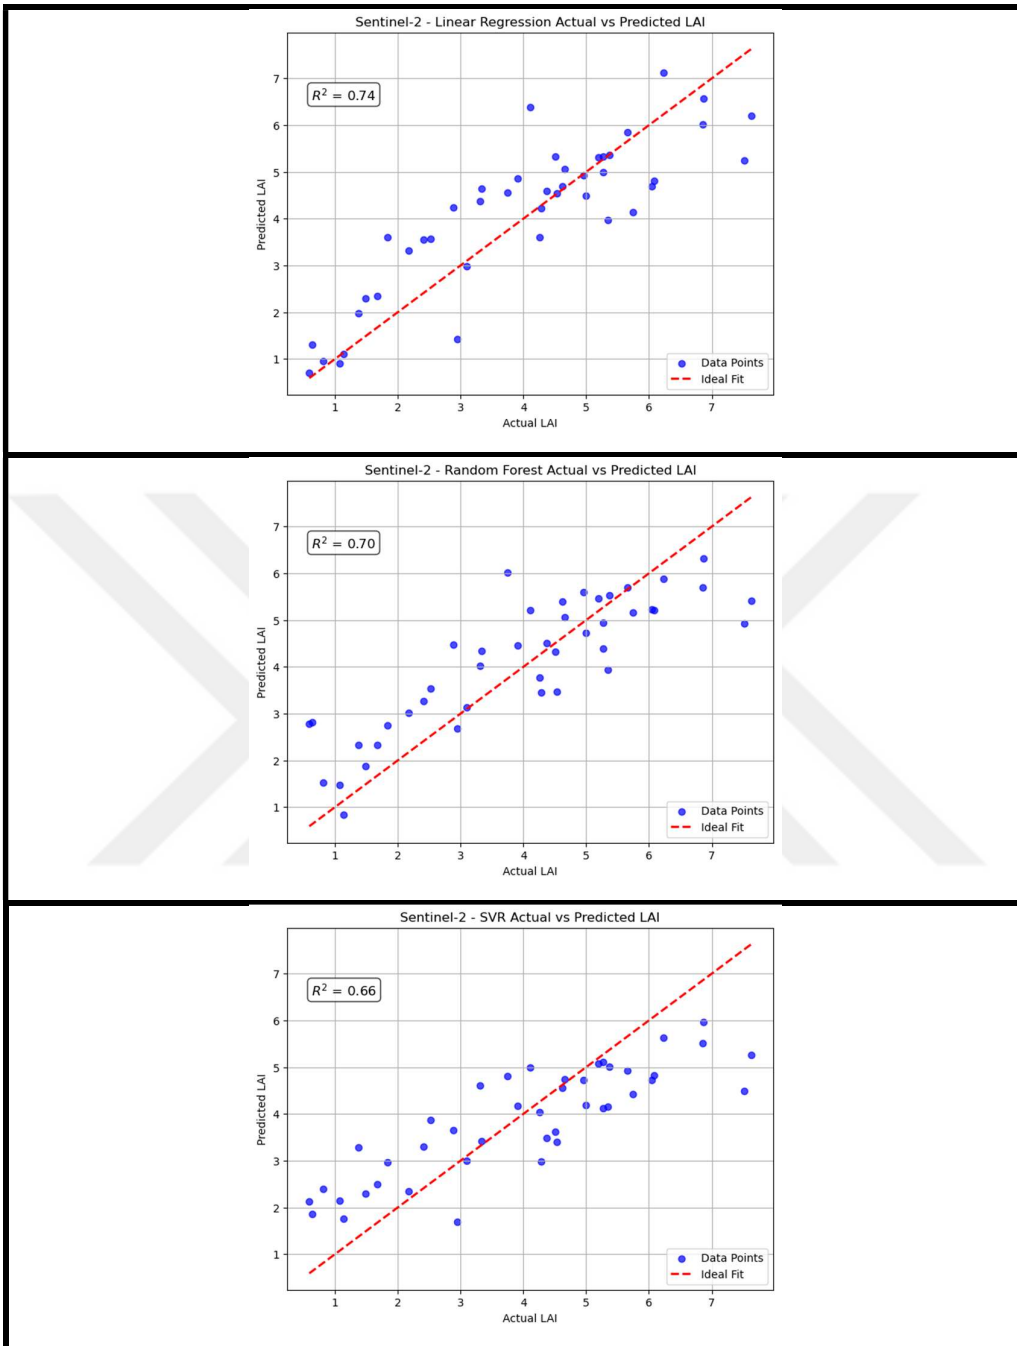 Sentinel-2 - Linear Regression Actual vs Predicted LAI
R² = 0.74
7
6
5
4
3
2
1
Predicted LAI
Data Points
Ideal Fit
1 2 3 4 5 6 7
Actual LAI
Sentinel-2 - Random Forest Actual vs Predicted LAI
R² = 0.70
7
6
5
4
3
2
1
Predicted LAI
Data Points
Ideal Fit
1 2 3 4 5 6 7
Actual LAI
Sentinel-2 - SVR Actual vs Predicted LAI
R² = 0.66
7
6
5
4
3
2
1
Predicted LAI
Data Points
Ideal Fit
1 2 3 4 5 6 7
Actual LAI